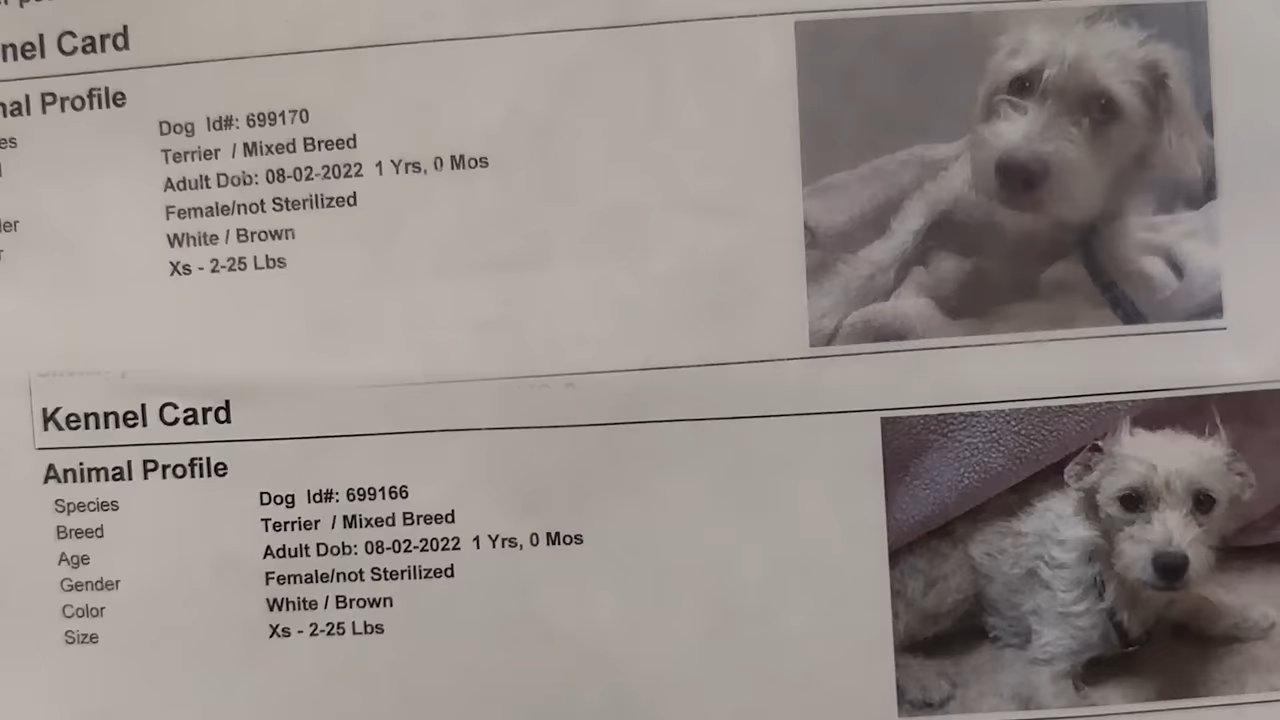 nel Card
nal Profile
es Dog Id#: 699170
Terrier / Mixed Breed
Adult Dob: 08-02-2022 1 Yrs, 0 Mos
er Female/not Sterilized
r White / Brown
Xs - 2-25 Lbs
Kennel Card
Animal Profile
Species Dog Id#: 699166
Breed Terrier / Mixed Breed
Age Adult Dob: 08-02-2022 1 Yrs, 0 Mos
Gender Female/not Sterilized
Color White / Brown
Size Xs - 2-25 Lbs